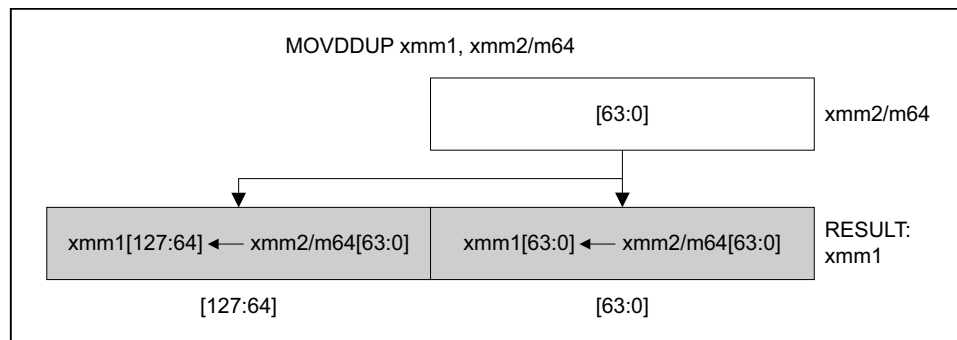 MOVDDUP xmm1, xmm2/m64
[63:0]
xmm2/m64
xmm1[127:64] ← xmm2/m64[63:0]
xmm1[63:0] ← xmm2/m64[63:0]
RESULT:
xmm1
[127:64]
[63:0]